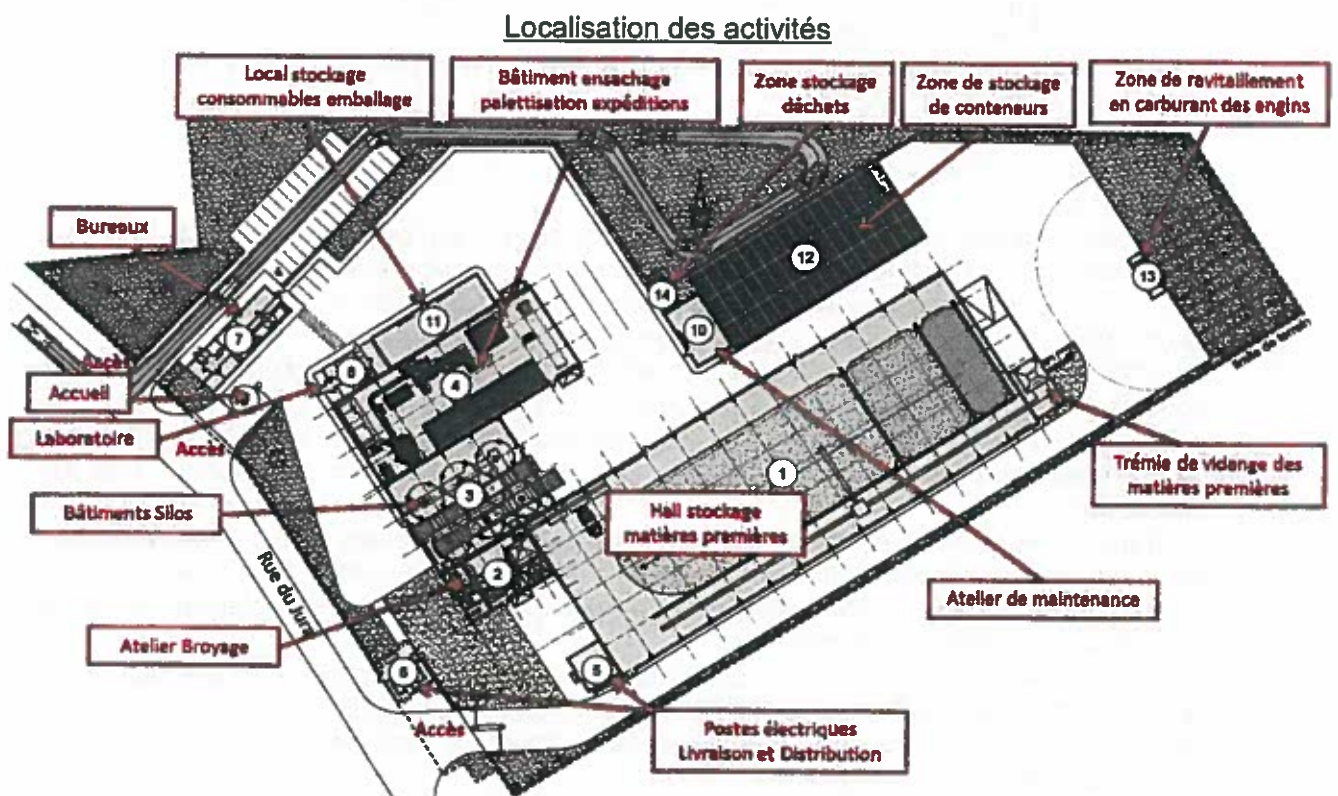 Localisation des activités
Local stockage
consommables emballage
Bâtiment ensachage
palettisation expéditions
Zone stockage
déchets
Zone de stockage
de conteneurs
Zone de ravitaillement
en carburant des engins
Bureaux
Accès
Accueil
Laboratoire
Accès
Bâtiments Silos
Rue du Jura
Atelier Broyage
Accès
Hall stockage
matières premières
Trémie de vidange des
matières premières
Atelier de maintenance
Postes électriques
Livraison et Distribution
7
11
4
3
2
5
1
14
10
12
13